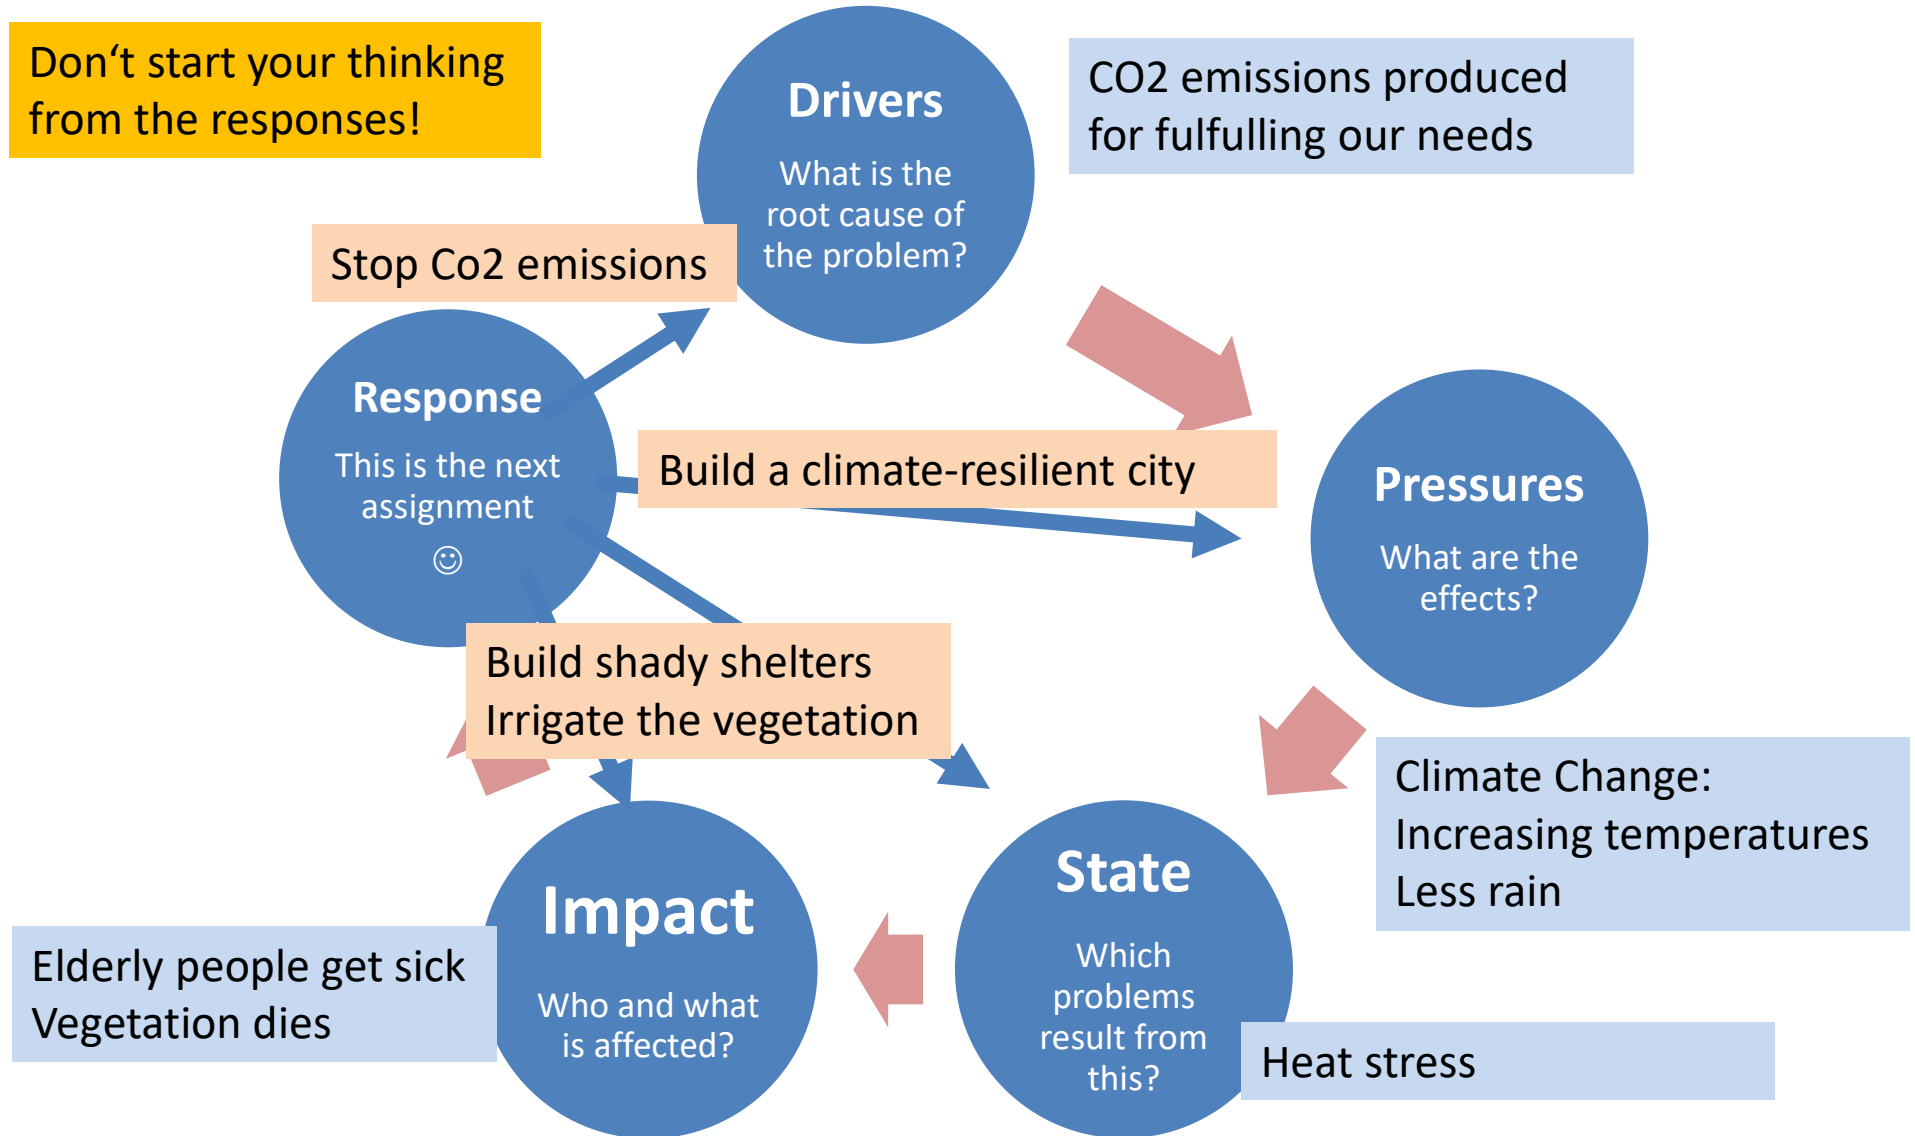 Don‘t start your thinking
from the responses!
Drivers
What is the
root cause of
the problem?
CO2 emissions produced
for fulfulling our needs
Stop Co2 emissions
Response
This is the next
assignment
☺
Build a climate-resilient city
Pressures
What are the
effects?
Build shady shelters
Irrigate the vegetation
Climate Change:
Increasing temperatures
Less rain
State
Which
problems
result from
this?
Heat stress
Impact
Who and what
is affected?
Elderly people get sick
Vegetation dies